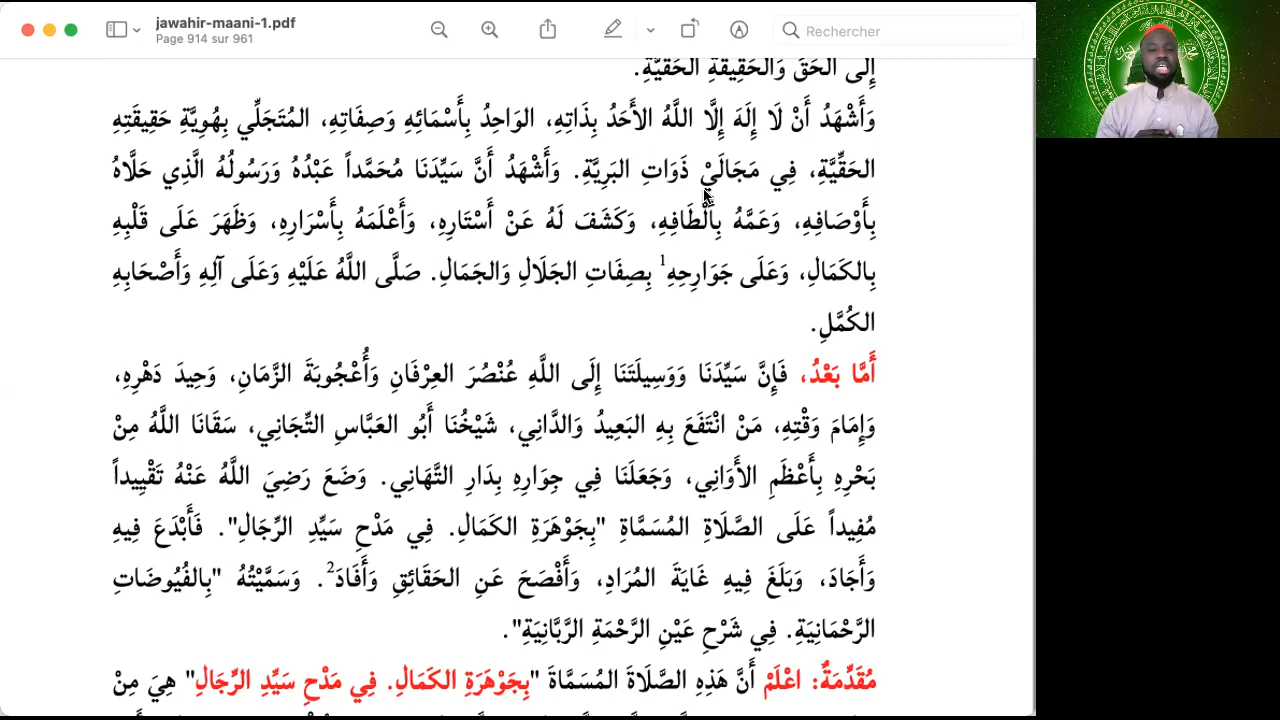 jawahir-maani-1.pdf
Page 914 sur 961
Rechercher
إِلَى الحَقِّ وَالحَقِيقَةِ الحَقِّيَّةِ.
وَأَشْهَدُ أَنْ لَا إِلَهَ إِلَّا اللَّهُ الأَحَدُ بِذَاتِهِ، الوَاحِدُ بِأَسْمَائِهِ وَصِفَاتِهِ، المُتَجَلِّي بِهُوِيَّةِ حَقِيقَتِهِ
الحَقِّيَّةِ، فِي مَجَالَيْ ذَوَاتِ البَرِيَّةِ. وَأَشْهَدُ أَنَّ سَيِّدَنَا مُحَمَّداً عَبْدُهُ وَرَسُولُهُ الَّذِي حَلَّاهُ
بِأَوْصَافِهِ، وَعَمَّهُ بِأَلْطَافِهِ، وَكَشَفَ لَهُ عَنْ أَسْتَارِهِ، وَأَعْلَمَهُ بِأَسْرَارِهِ، وَظَهَرَ عَلَى قَلْبِهِ
بِالكَمَالِ، وَعَلَى جَوَارِحِهِ1 بِصِفَاتِ الجَلَالِ وَالجَمَالِ. صَلَّى اللَّهُ عَلَيْهِ وَعَلَى آلِهِ وَأَصْحَابِهِ
الكُمَّلِ.
أَمَّا بَعْدُ، فَإِنَّ سَيِّدَنَا وَوَسِيلَتَنَا إِلَى اللَّهِ عُنْصُرَ العِرْفَانِ وَأُعْجُوبَةَ الزَّمَانِ، وَحِيدَ دَهْرِهِ،
وَإِمَامَ وَقْتِهِ، مَنْ انْتَفَعَ بِهِ البَعِيدُ وَالدَّانِي، شَيْخُنَا أَبُو العَبَّاسِ التِّجَانِي، سَقَانَا اللَّهُ مِنْ
بَحْرِهِ بِأَعْظَمِ الأَوَانِي، وَجَعَلَنَا فِي جِوَارِهِ بِدَارِ التَّهَانِي. وَضَعَ رَضِيَ اللَّهُ عَنْهُ تَقْيِيداً
مُفِيداً عَلَى الصَّلَاةِ المُسَمَّاةِ "بِجَوْهَرَةِ الكَمَالِ. فِي مَدْحِ سَيِّدِ الرِّجَالِ". فَأَبْدَعَ فِيهِ
وَأَجَادَ، وَبَلَغَ فِيهِ غَايَةَ المُرَادِ، وَأَفْصَحَ عَنِ الحَقَائِقِ وَأَفَادَ2. وَسَمَّيْتُهُ "بِالفُيُوضَاتِ
الرَّحْمَانِيَةِ. فِي شَرْحِ عَيْنِ الرَّحْمَةِ الرَّبَّانِيَةِ".
مُقَدِّمَةٌ: اعْلَمْ أَنَّ هَذِهِ الصَّلَاةَ المُسَمَّاةَ "بِجَوْهَرَةِ الكَمَالِ. فِي مَدْحِ سَيِّدِ الرِّجَالِ" هِيَ مِنْ